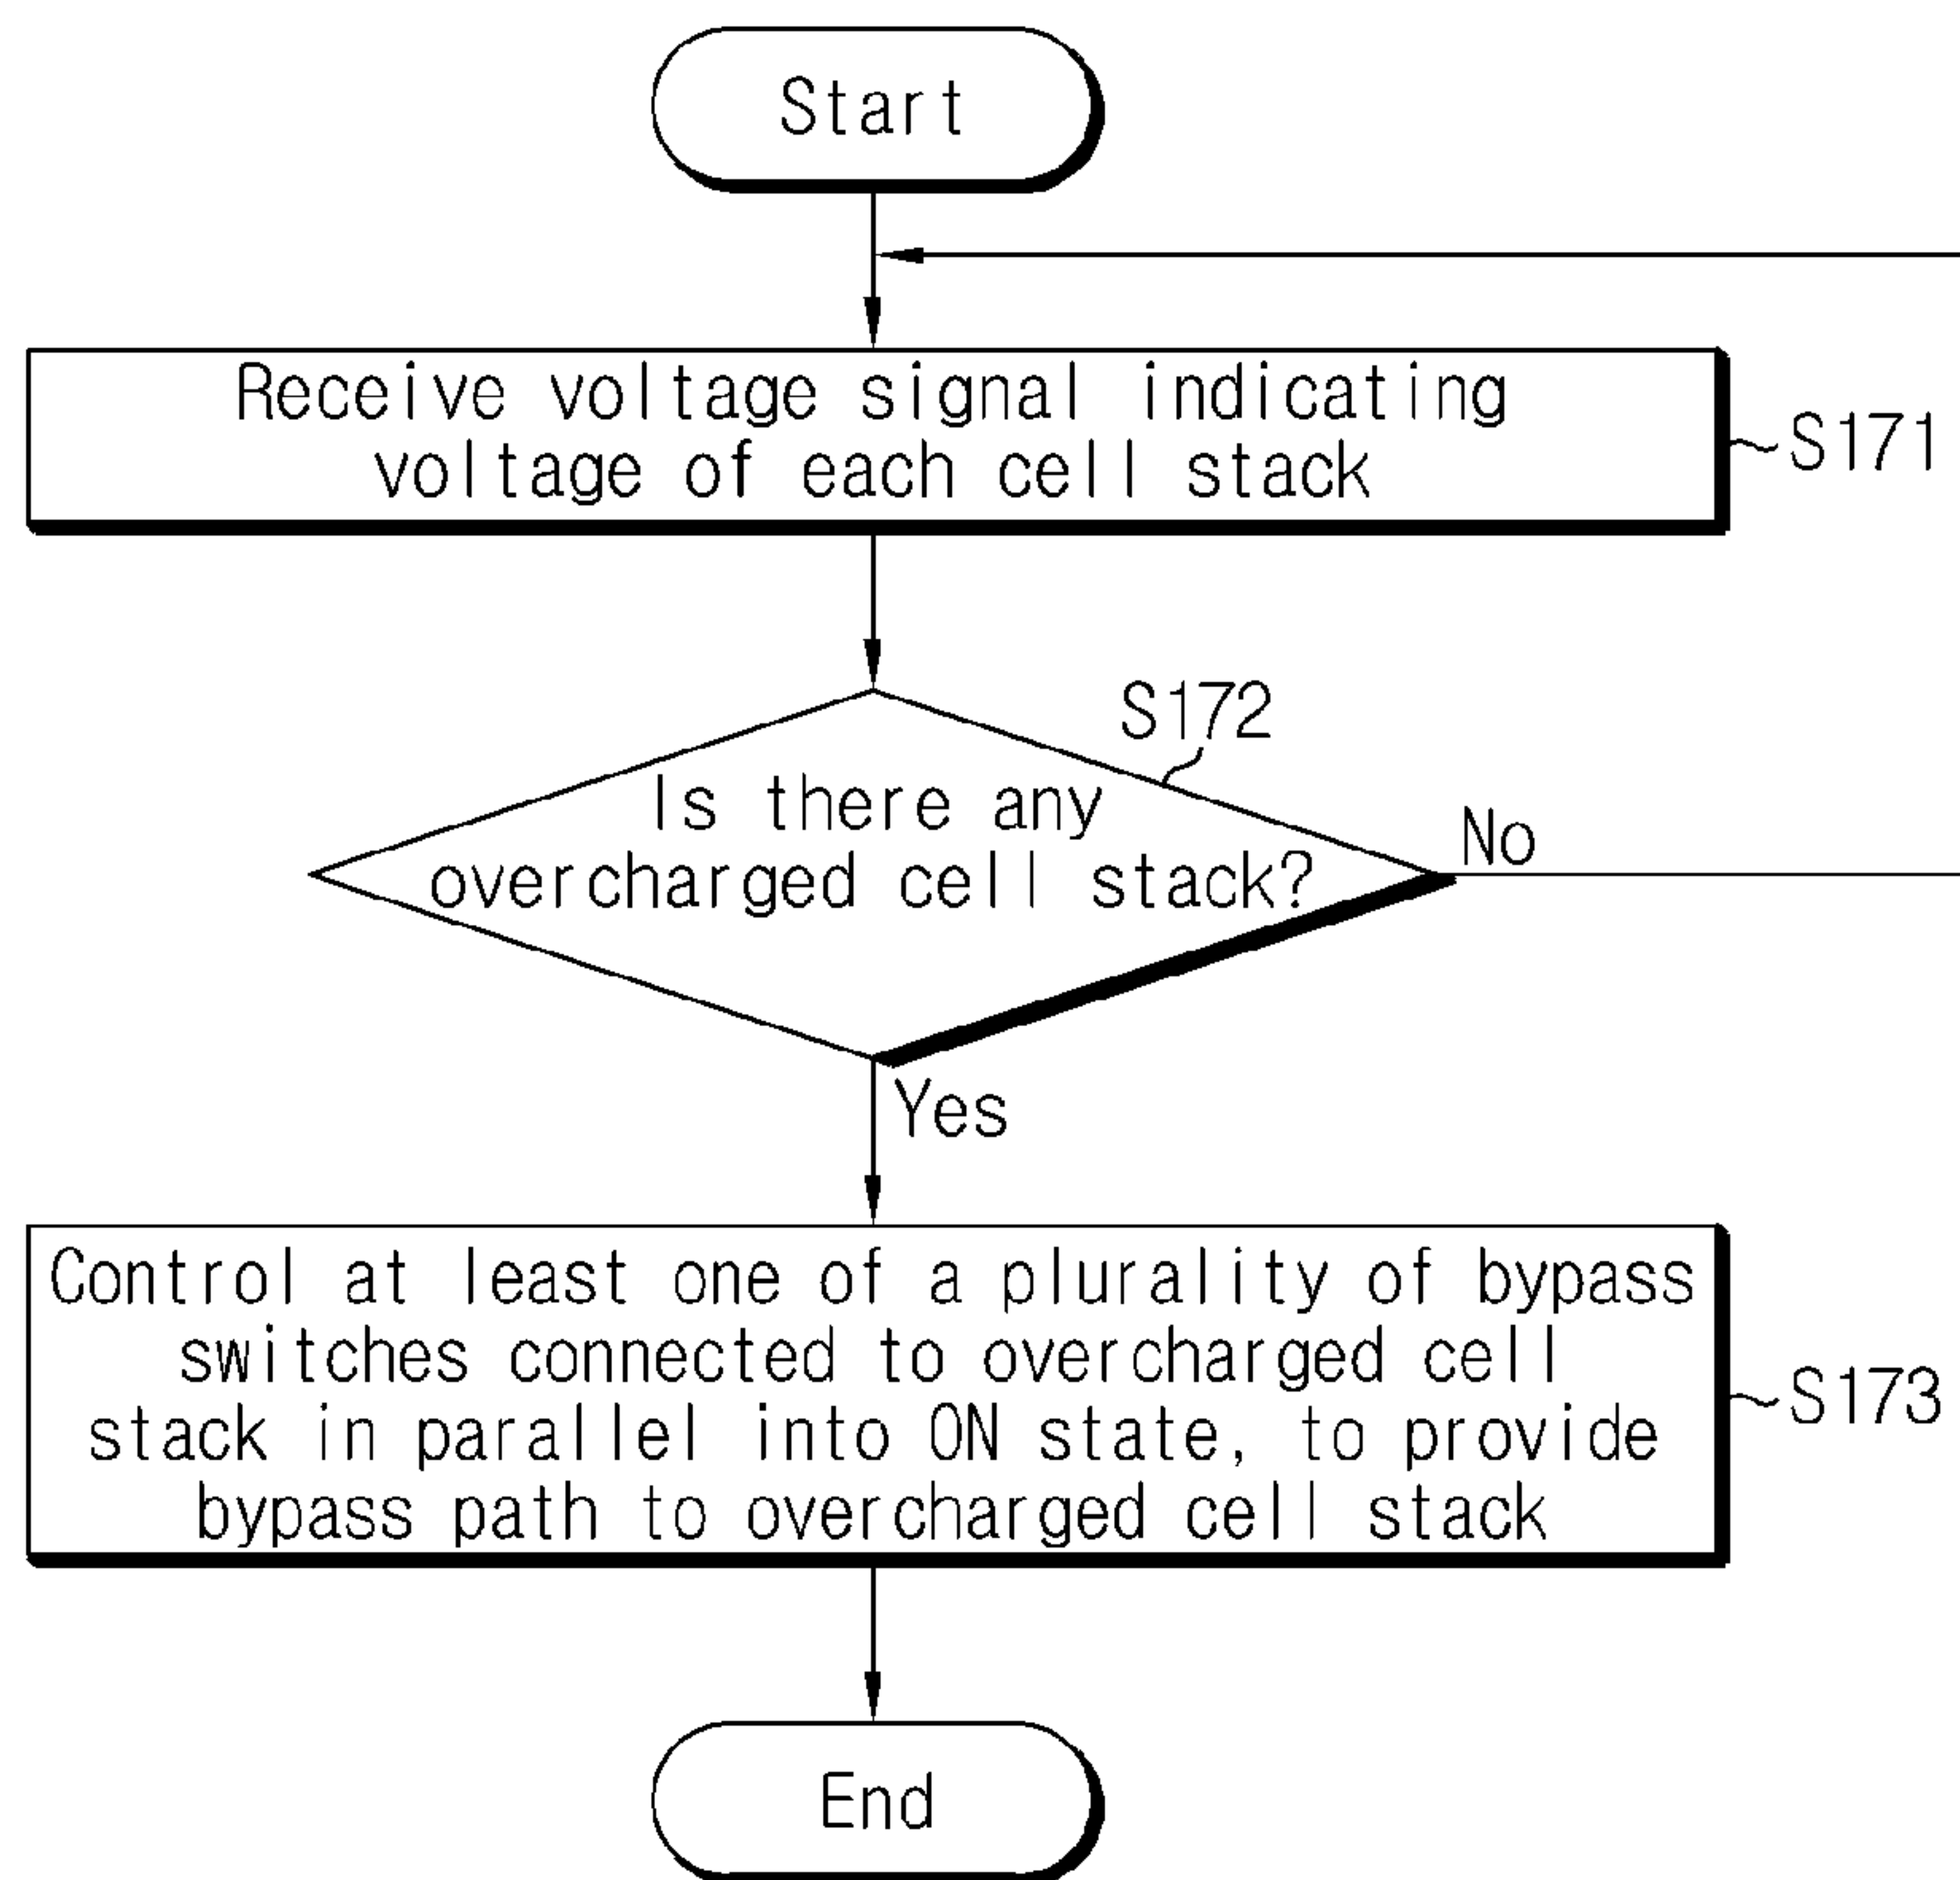 Start
Receive voltage signal indicating
voltage of each cell stack
S171
S172
Is there any
overcharged cell stack?
No
Yes
Control at least one of a plurality of bypass
switches connected to overcharged cell
stack in parallel into ON state, to provide
bypass path to overcharged cell stack
S173
End